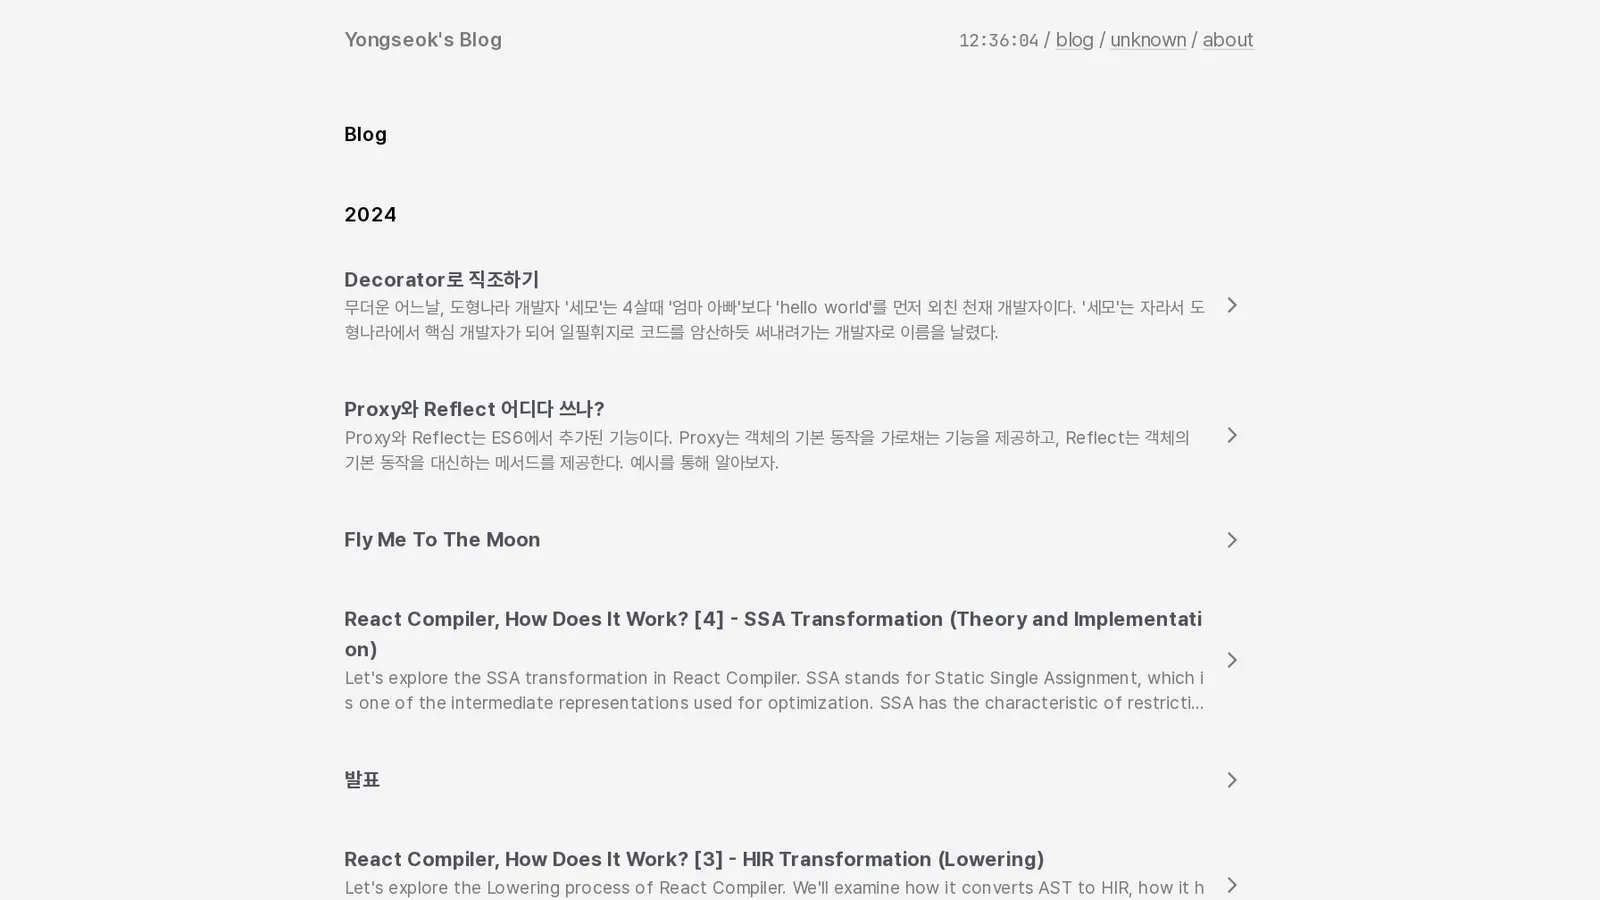 Yongseok's Blog
12:36:04 / blog / unknown / about
Blog
2024
Decorator로 직조하기
무더운 어느날, 도형나라 개발자 '세모'는 4살때 '엄마 아빠'보다 'hello world'를 먼저 외친 천재 개발자이다. '세모'는 자라서 도
형나라에서 핵심 개발자가 되어 일필휘지로 코드를 암산하듯 써내려가는 개발자로 이름을 날렸다.
Proxy와 Reflect 어디다 쓰나?
Proxy와 Reflect는 ES6에서 추가된 기능이다. Proxy는 객체의 기본 동작을 가로채는 기능을 제공하고, Reflect는 객체의
기본 동작을 대신하는 메서드를 제공한다. 예시를 통해 알아보자.
Fly Me To The Moon
React Compiler, How Does It Work? [4] - SSA Transformation (Theory and Implementati
on)
Let's explore the SSA transformation in React Compiler. SSA stands for Static Single Assignment, which i
s one of the intermediate representations used for optimization. SSA has the characteristic of restricti...
발표
React Compiler, How Does It Work? [3] - HIR Transformation (Lowering)
Let's explore the Lowering process of React Compiler. We'll examine how it converts AST to HIR, how it h